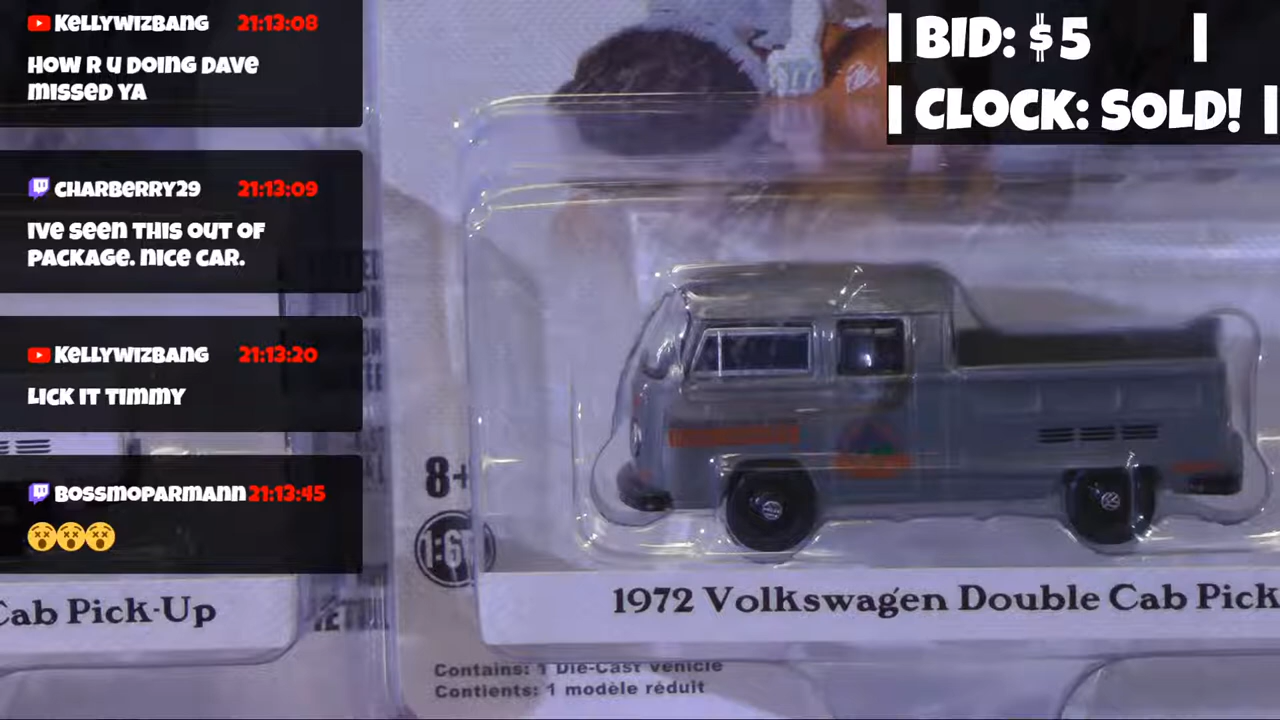 KELLYWIZBANG 21:13:08
HOW R U DOING DAVE
MISSED YA
CHARBERRY29 21:13:09
IVE SEEN THIS OUT OF
PACKAGE. NICE CAR.
KELLYWIZBANG 21:13:20
LICK IT TIMMY
BOSSMOPARMANN 21:13:45
| BID: $5 |
| CLOCK: SOLD! |
8+
Cab Pick-Up
1972 Volkswagen Double Cab Pick
Contains: 1 Die-Cast Vehicle
Contient: 1 modèle réduit